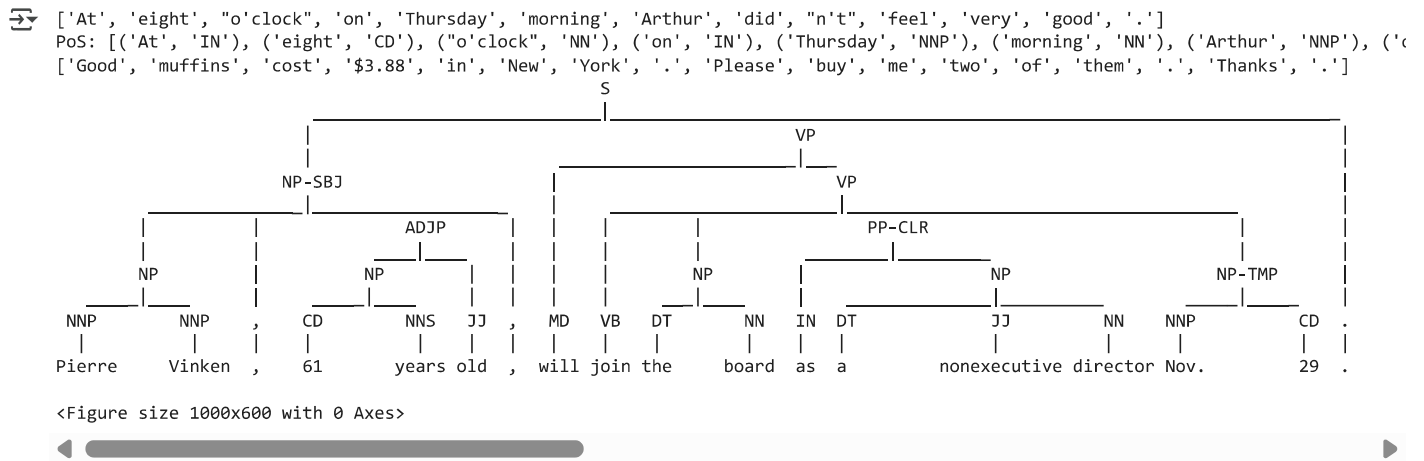 ['At', 'eight', "o'clock", 'on', 'Thursday', 'morning', 'Arthur', 'did', "n't", 'feel', 'very', 'good', '.']
PoS: [('At', 'IN'), ('eight', 'CD'), ("o'clock", 'NN'), ('on', 'IN'), ('Thursday', 'NNP'), ('morning', 'NN'), ('Arthur', 'NNP'), ('
['Good', 'muffins', 'cost', '$3.88', 'in', 'New', 'York', '.', 'Please', 'buy', 'me', 'two', 'of', 'them', '.', 'Thanks', '.']
S
VP
NP-SBJ VP
ADJP PP-CLR
NP NP NP NP NP-TMP
NNP NNP , CD NNS JJ , MD VB DT NN IN DT JJ NN NNP CD .
Pierre Vinken , 61 years old , will join the board as a nonexecutive director Nov. 29 .
<Figure size 1000x600 with 0 Axes>